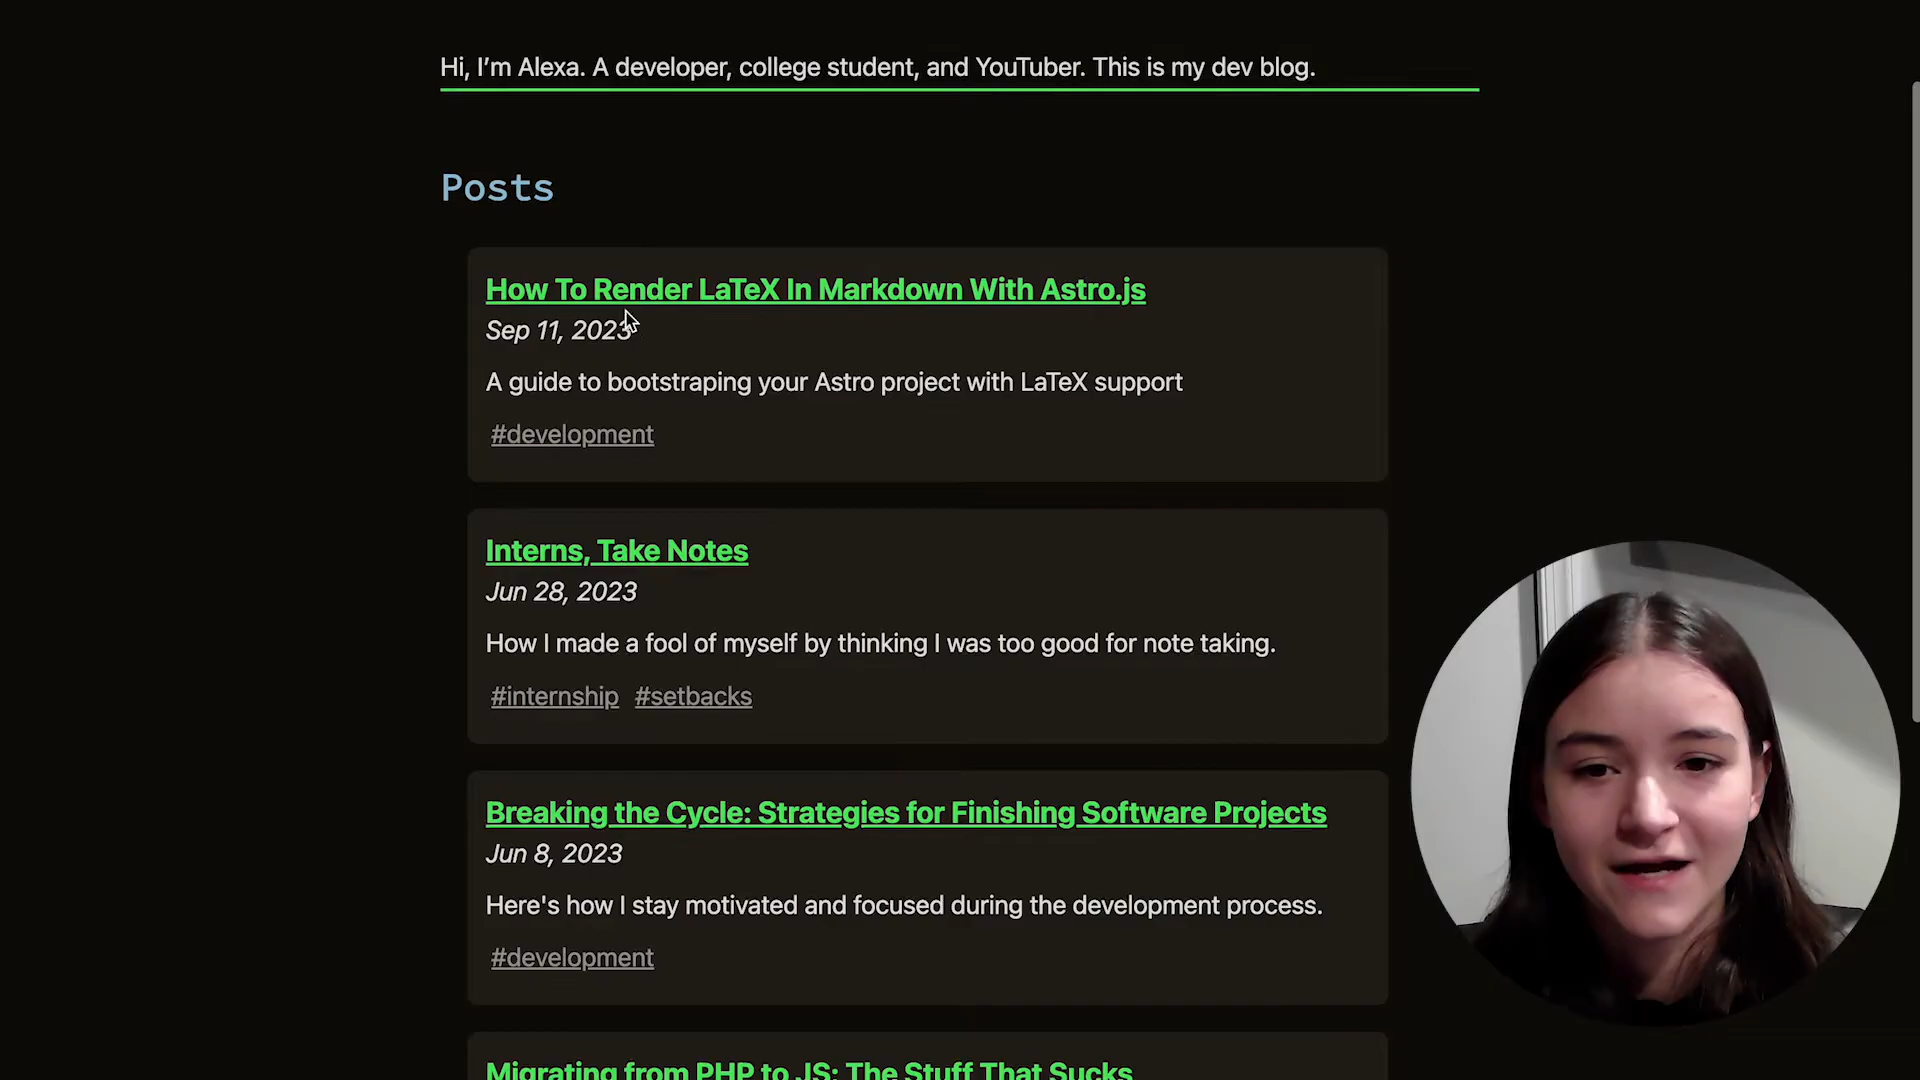 Hi, I’m Alexa. A developer, college student, and YouTuber. This is my dev blog.
Posts
How To Render LaTeX In Markdown With Astro.js
Sep 11, 2023
A guide to bootstraping your Astro project with LaTeX support
#development
Interns, Take Notes
Jun 28, 2023
How I made a fool of myself by thinking I was too good for note taking.
#internship #setbacks
Breaking the Cycle: Strategies for Finishing Software Projects
Jun 8, 2023
Here's how I stay motivated and focused during the development process.
#development
Migrating from PHP to JS: The Stuff That Sucks